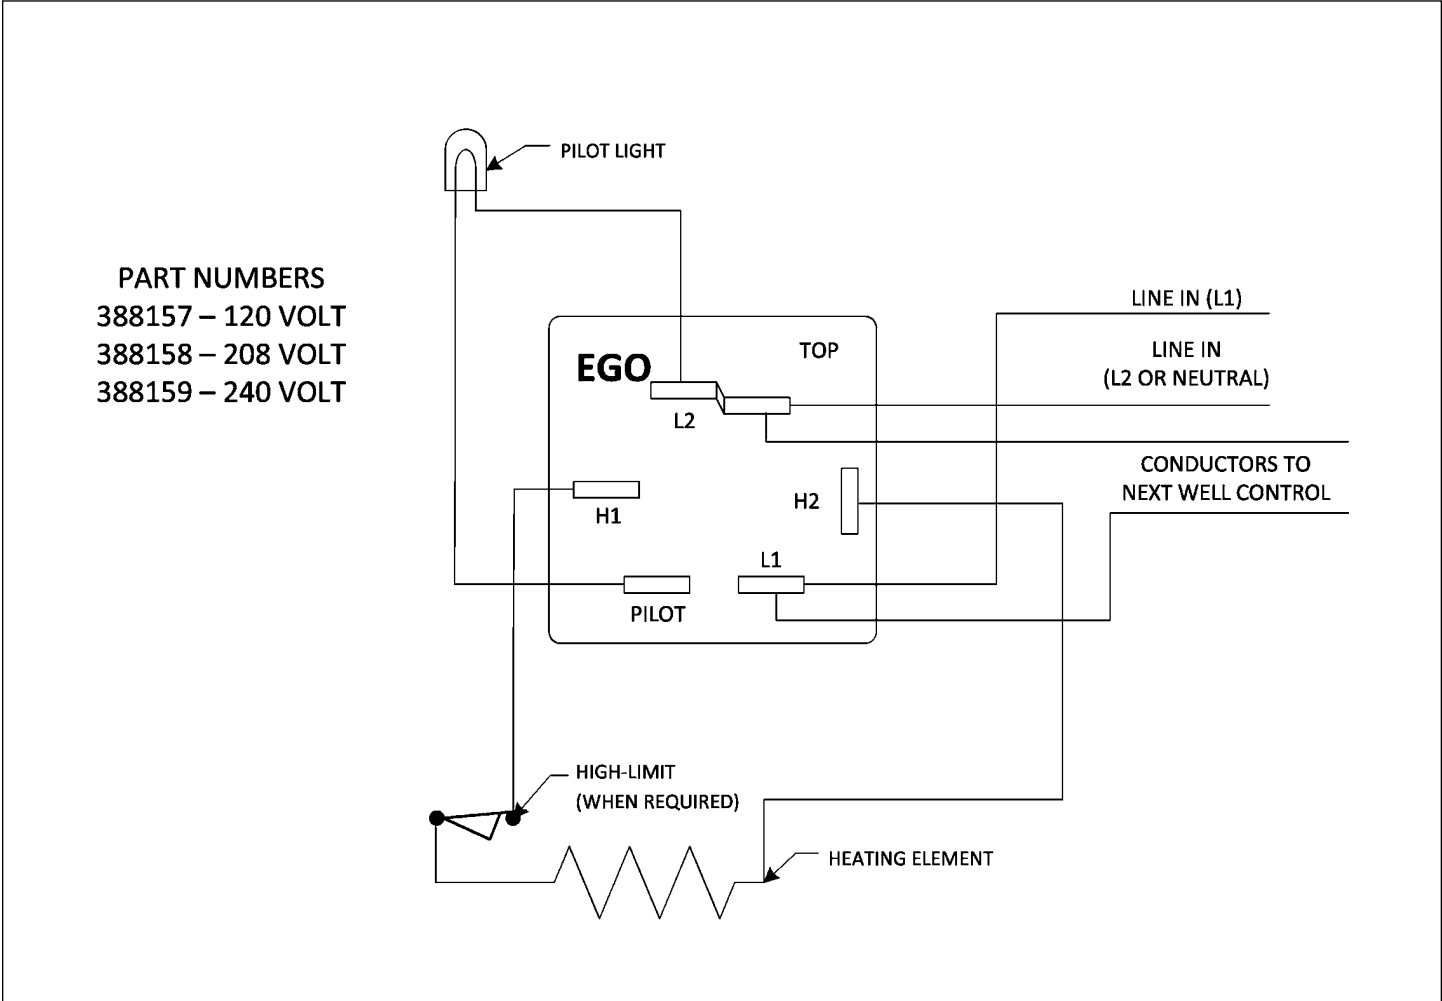 PILOT LIGHT
PART NUMBERS
388157 – 120 VOLT
388158 – 208 VOLT
388159 – 240 VOLT
LINE IN (L1)
LINE IN
(L2 OR NEUTRAL)
TOP
EGO
L2
CONDUCTORS TO
NEXT WELL CONTROL
H1
H2
L1
PILOT
HIGH-LIMIT
(WHEN REQUIRED)
HEATING ELEMENT